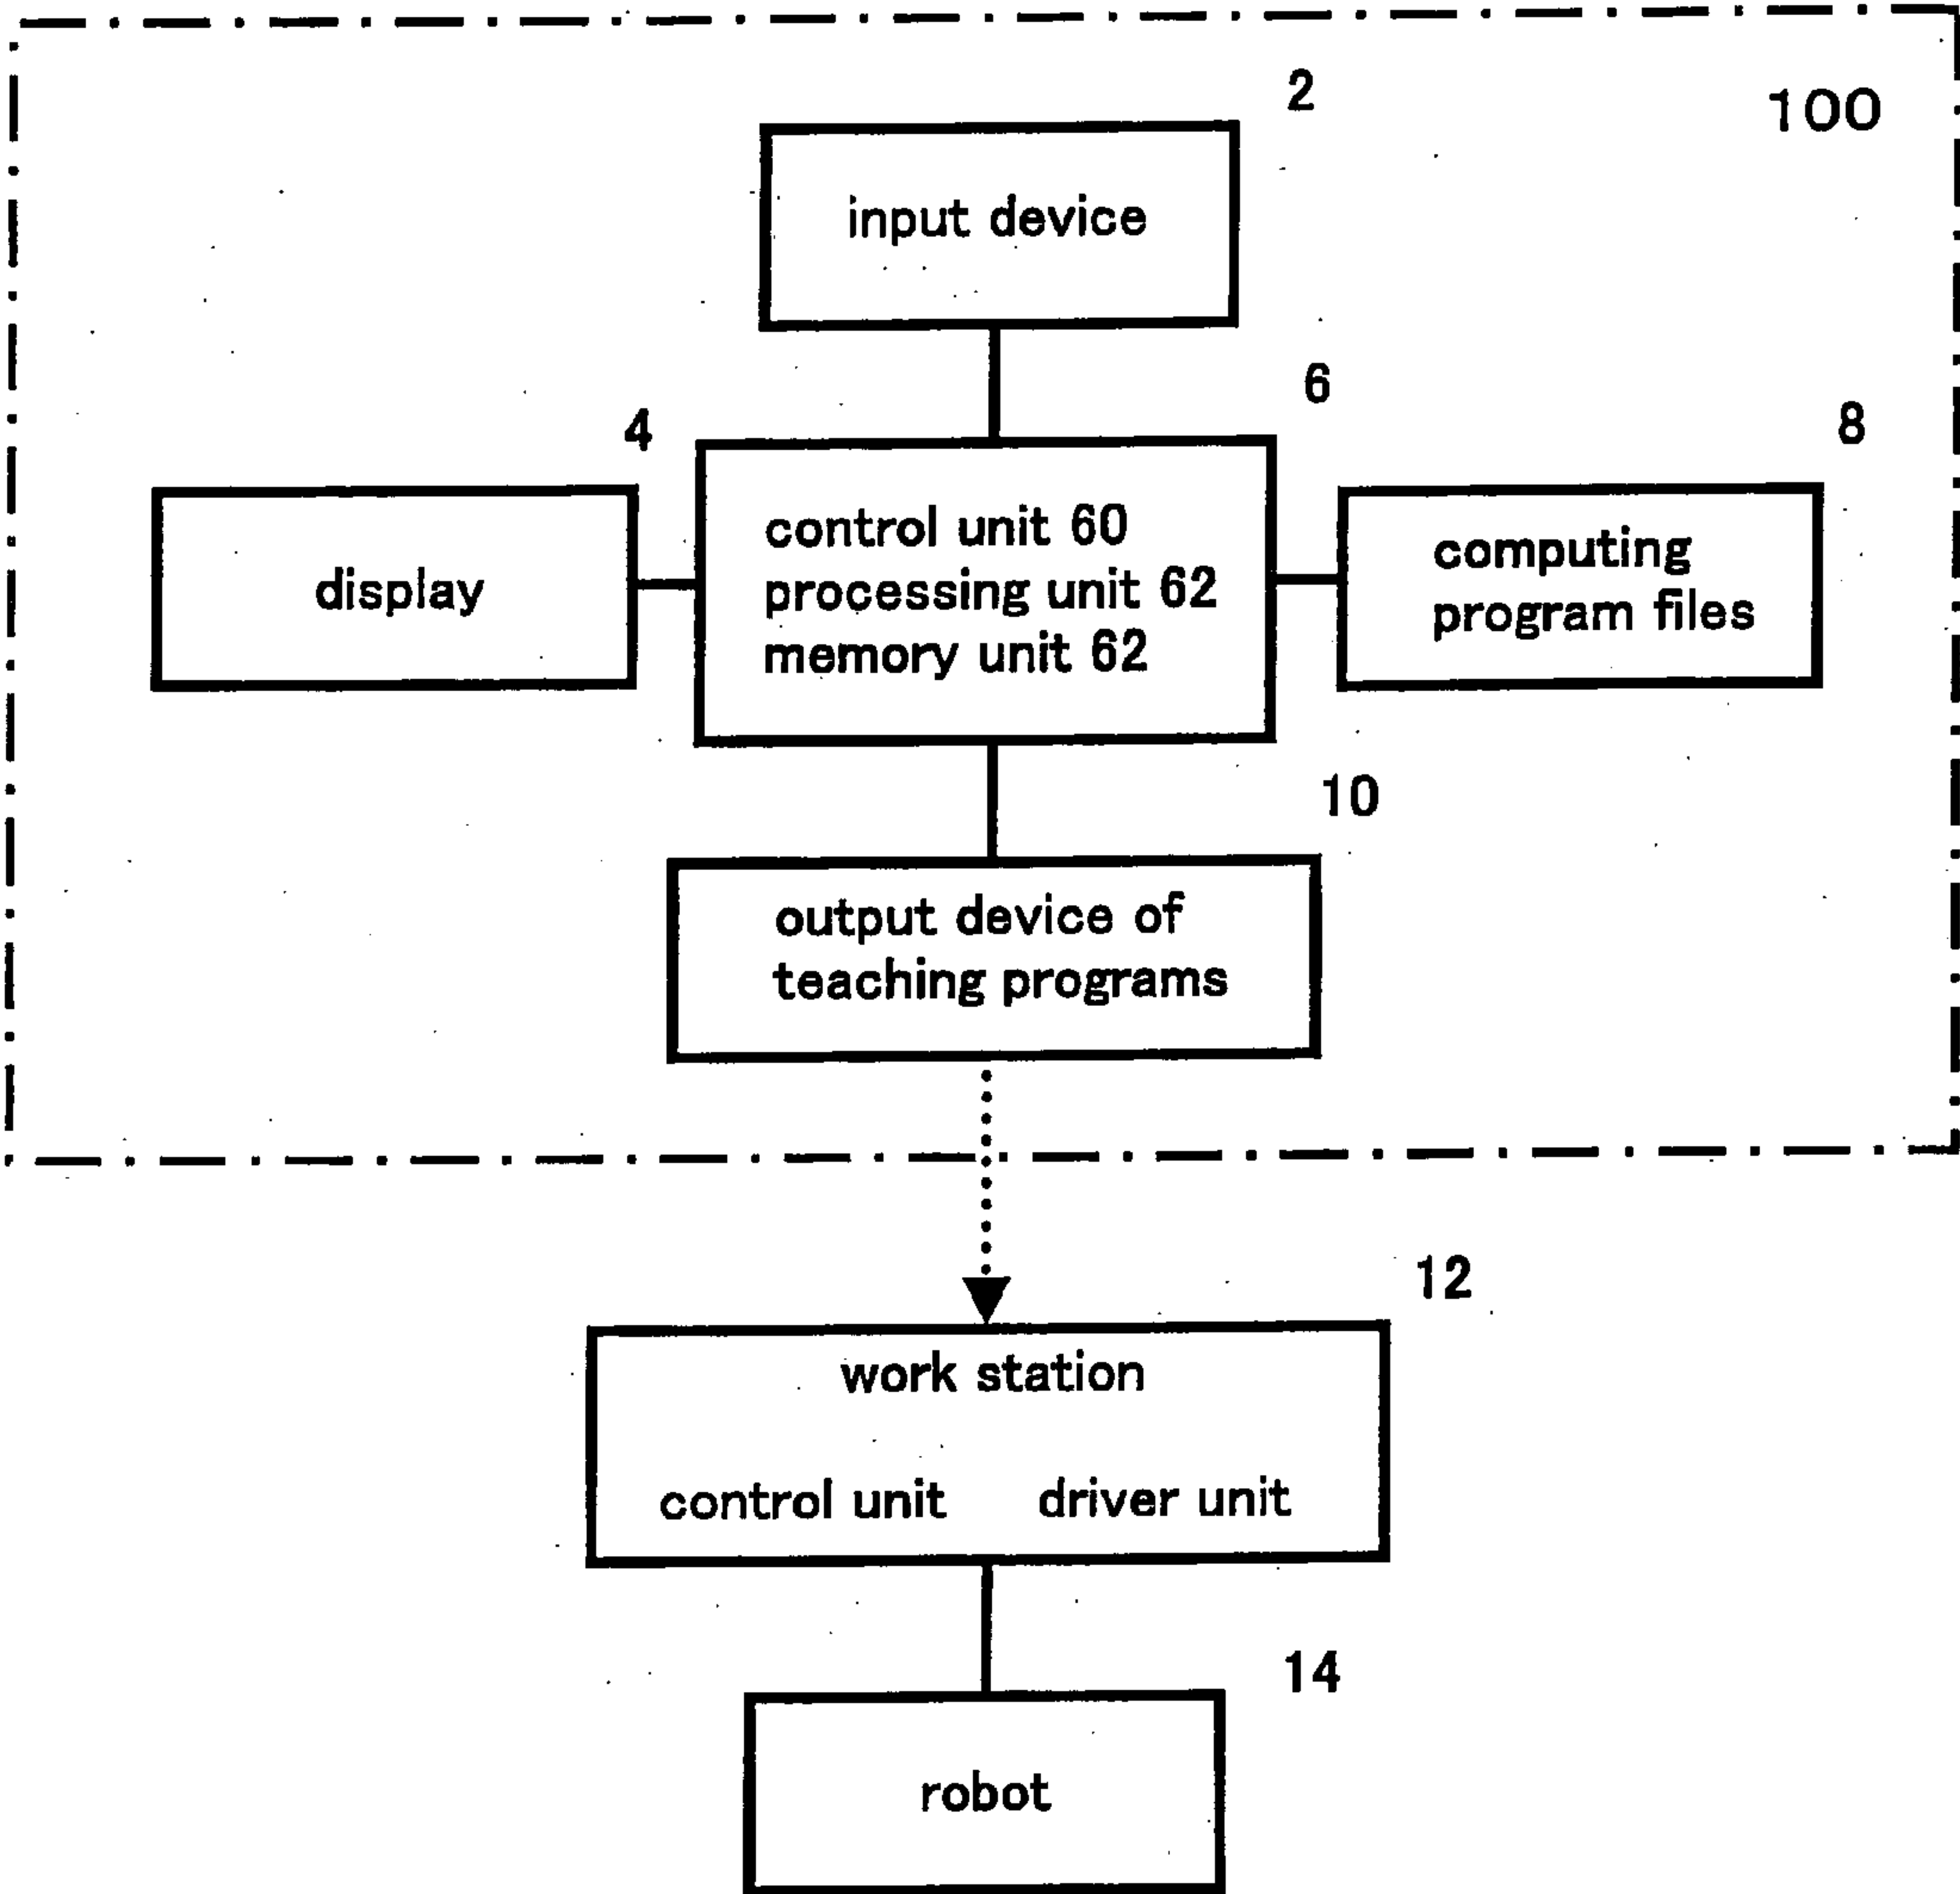 2
100
input device
6
4
8
control unit 60
processing unit 62
memory unit 62
display
computing
program files
10
output device of
teaching programs
12
work station
control unit driver unit
14
robot